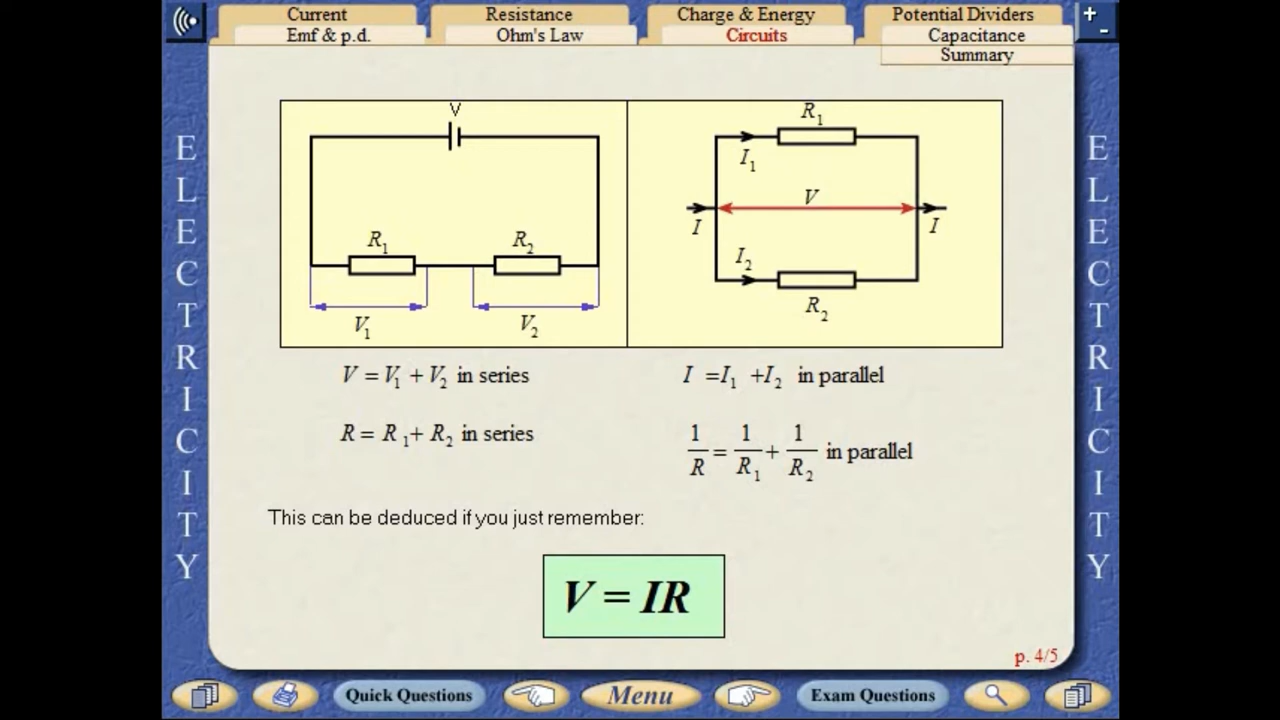 Current
Resistance
Charge & Energy
Potential Dividers
+
-
Emf & p.d.
Ohm's Law
Circuits
Capacitance
Summary
ELECTRICITY
V
R₁
R₂
V₁
V₂
R₁
I₁
V
I
I
I₂
R₂
V = V₁ + V₂ in series
I = I₁ + I₂ in parallel
R = R₁ + R₂ in series
1/R = 1/R₁ + 1/R₂ in parallel
This can be deduced if you just remember:
V = IR
p. 4/5
ELECTRICITY
Quick Questions
Menu
Exam Questions